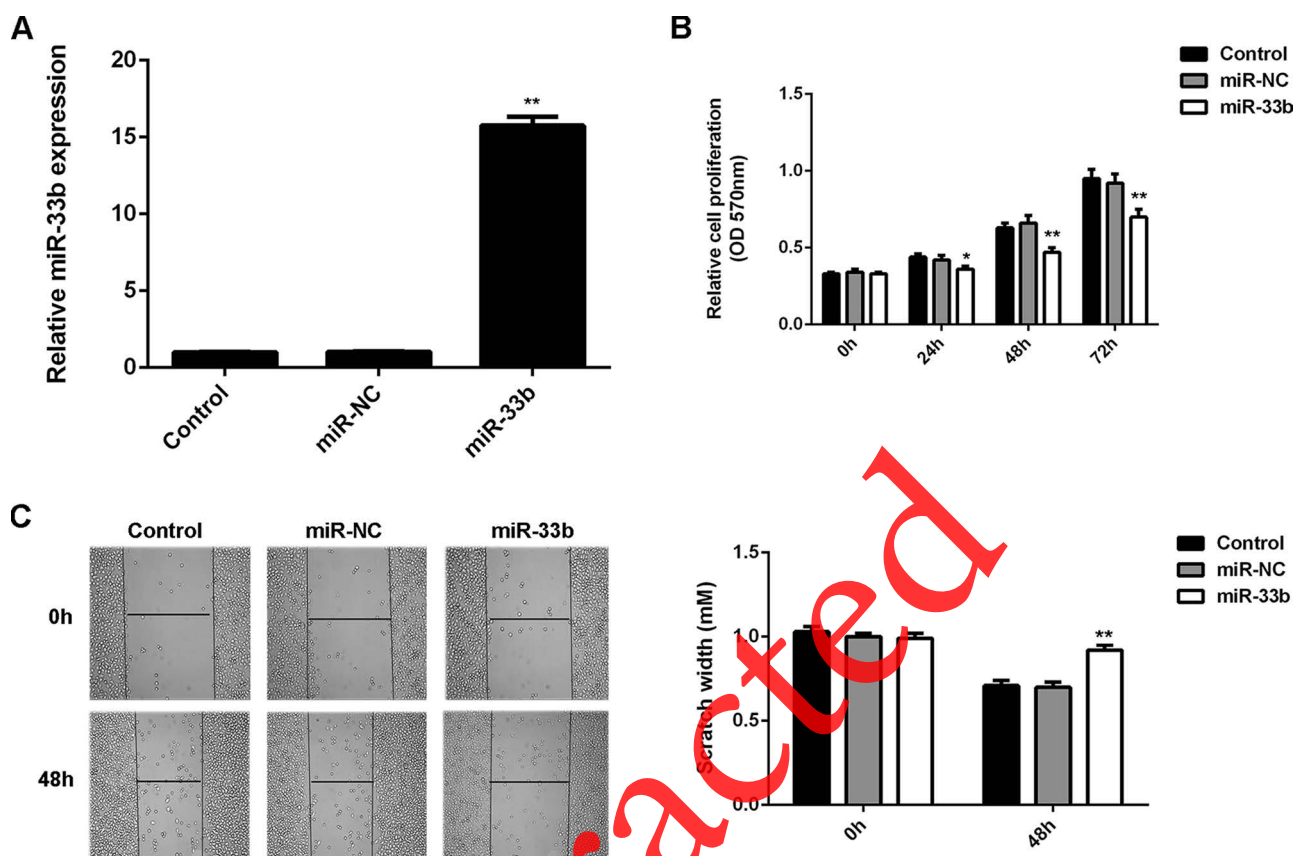 A
Relative miR-33b expression
20
15
10
5
0
**
Control
miR-NC
miR-33b
B
Relative cell proliferation
(OD 570nm)
1.5
1.0
0.5
0.0
*
**
**
0h
24h
48h
72h
Control
miR-NC
miR-33b
C
Control
miR-NC
miR-33b
0h
48h
Scratch width (mM)
1.5
1.0
0.5
0.0
**
0h
48h
Control
miR-NC
miR-33b
acted